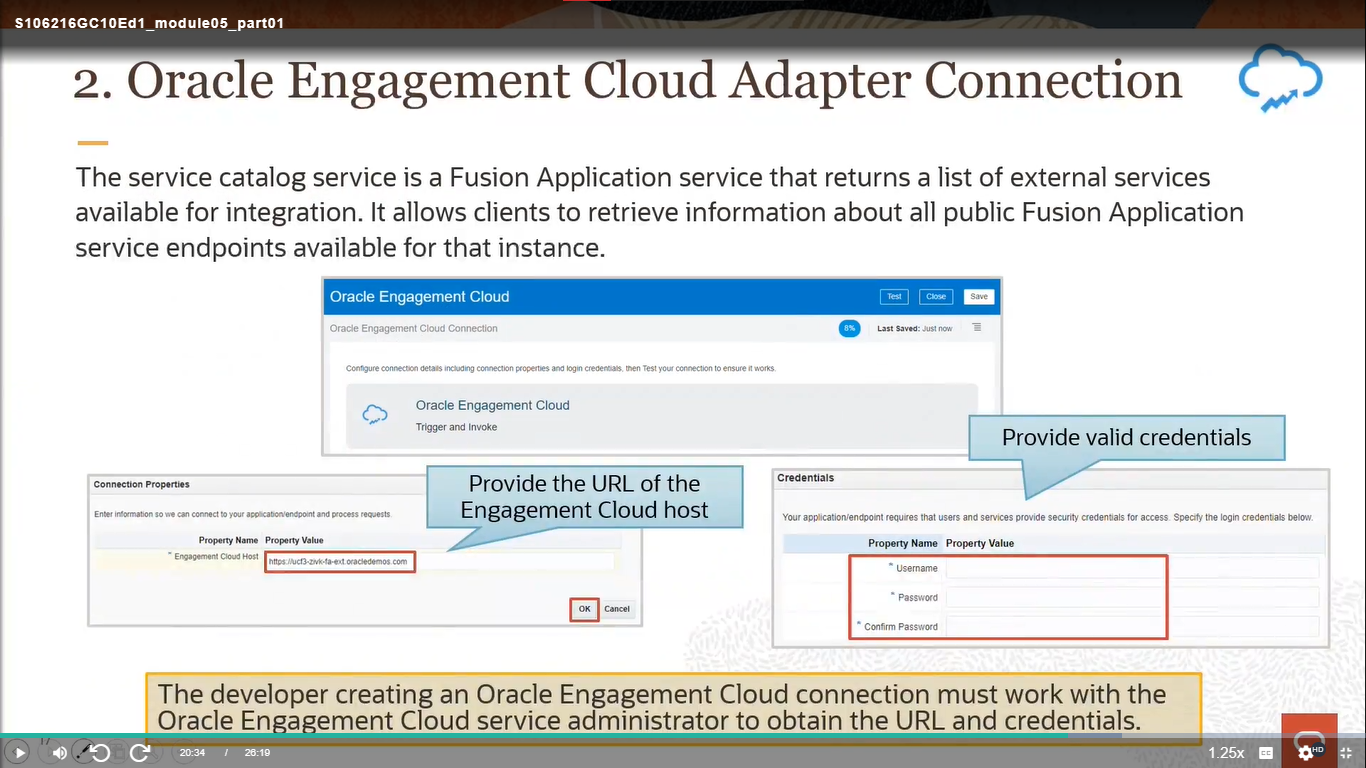 S106216GC10Ed1_module05_part01
2. Oracle Engagement Cloud Adapter Connection
The service catalog service is a Fusion Application service that returns a list of external services
available for integration. It allows clients to retrieve information about all public Fusion Application
service endpoints available for that instance.
Oracle Engagement Cloud
Test
Close
Save
Oracle Engagement Cloud Connection
8%
Last Saved: Just now
Configure connection details including connection properties and login credentials, then Test your connection to ensure it works.
Oracle Engagement Cloud
Trigger and Invoke
Provide valid credentials
Connection Properties
Provide the URL of the
Engagement Cloud host
Enter information so we can connect to your application/endpoint and process requests.
Property Name Property Value
* Engagement Cloud Host https://ucf3-zivk-fa-ext.oracledemos.com
OK
Cancel
Credentials
Your application/endpoint requires that users and services provide security credentials for access. Specify the login credentials below.
Property Name Property Value
* Username
* Password
* Confirm Password
The developer creating an Oracle Engagement Cloud connection must work with the
Oracle Engagement Cloud service administrator to obtain the URL and credentials.
17
20:34 / 26:19
1.25x
CC
HD